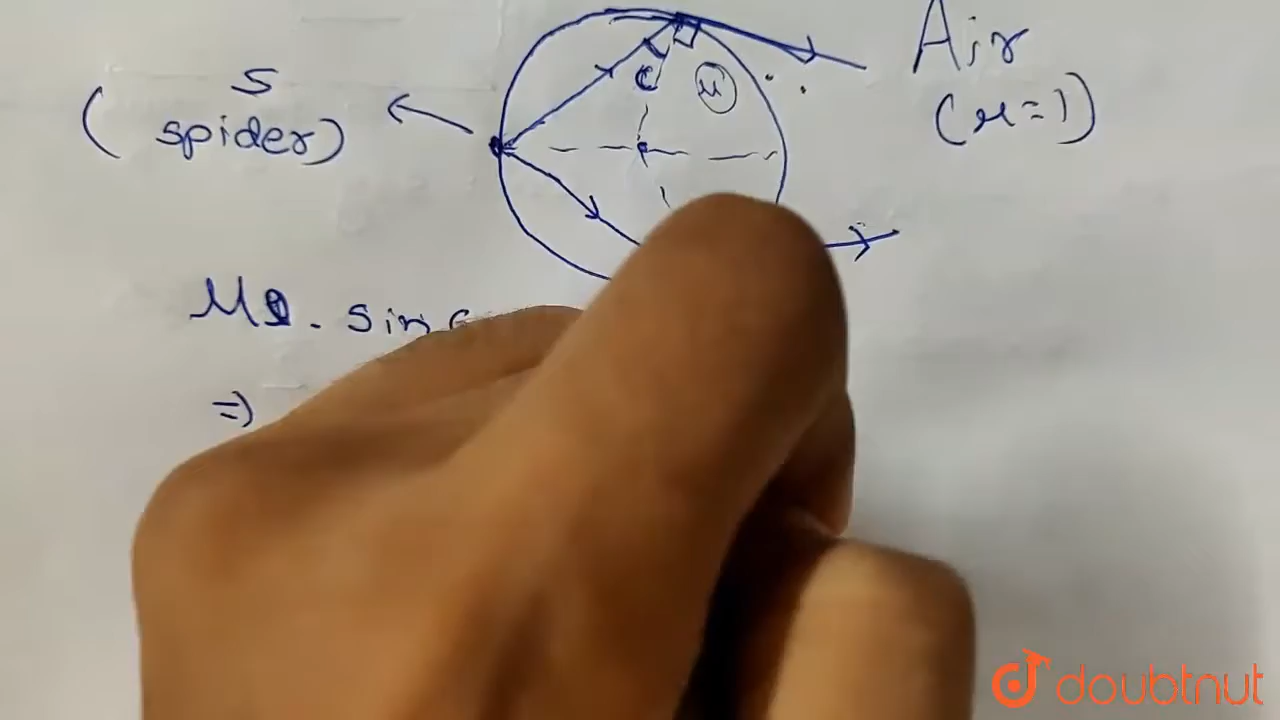 S
(spider)
C
μ
Air
(μ=1)
μ . sin
=)
doubtnut